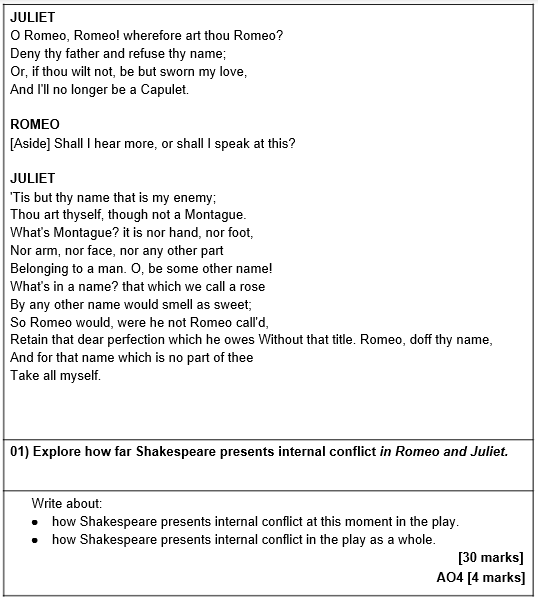 JULIET
O Romeo, Romeo! wherefore art thou Romeo?
Deny thy father and refuse thy name;
Or, if thou wilt not, be but sworn my love,
And I'll no longer be a Capulet.
ROMEO
[Aside] Shall I hear more, or shall I speak at this?
JULIET
'Tis but thy name that is my enemy;
Thou art thyself, though not a Montague.
What's Montague? it is nor hand, nor foot,
Nor arm, nor face, nor any other part
Belonging to a man. O, be some other name!
What's in a name? that which we call a rose
By any other name would smell as sweet;
So Romeo would, were he not Romeo call'd,
Retain that dear perfection which he owes Without that title. Romeo, doff thy name,
And for that name which is no part of thee
Take all myself.
01) Explore how far Shakespeare presents internal conflict in Romeo and Juliet.
Write about:
● how Shakespeare presents internal conflict at this moment in the play.
● how Shakespeare presents internal conflict in the play as a whole.
[30 marks]
AO4 [4 marks]